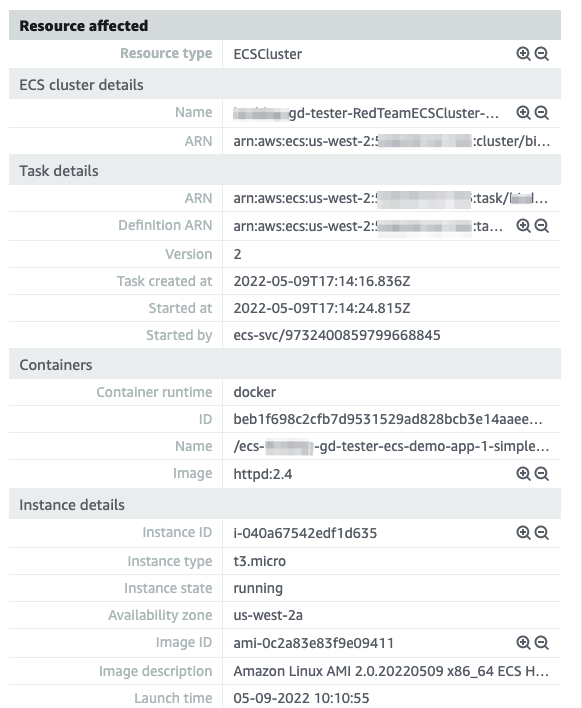 Resource affected
Resource type ECSCluster
ECS cluster details
Name gd-tester-RedTeamECSCluster-...
ARN arn:aws:ecs:us-west-2: :cluster/bi...
Task details
ARN arn:aws:ecs:us-west-2: :task/ ...
Definition ARN arn:aws:ecs:us-west-2: :ta...
Version 2
Task created at 2022-05-09T17:14:16.836Z
Started at 2022-05-09T17:14:24.815Z
Started by ecs-svc/9732400859799668845
Containers
Container runtime docker
ID beb1f698c2cfb7d9531529ad828bcb3e14aaee...
Name /ecs- -gd-tester-ecs-demo-app-1-simple...
Image httpd:2.4
Instance details
Instance ID i-040a67542edf1d635
Instance type t3.micro
Instance state running
Availability zone us-west-2a
Image ID ami-0c2a83e83f9e09411
Image description Amazon Linux AMI 2.0.20220509 x86_64 ECS H...
Launch time 05-09-2022 10:10:55